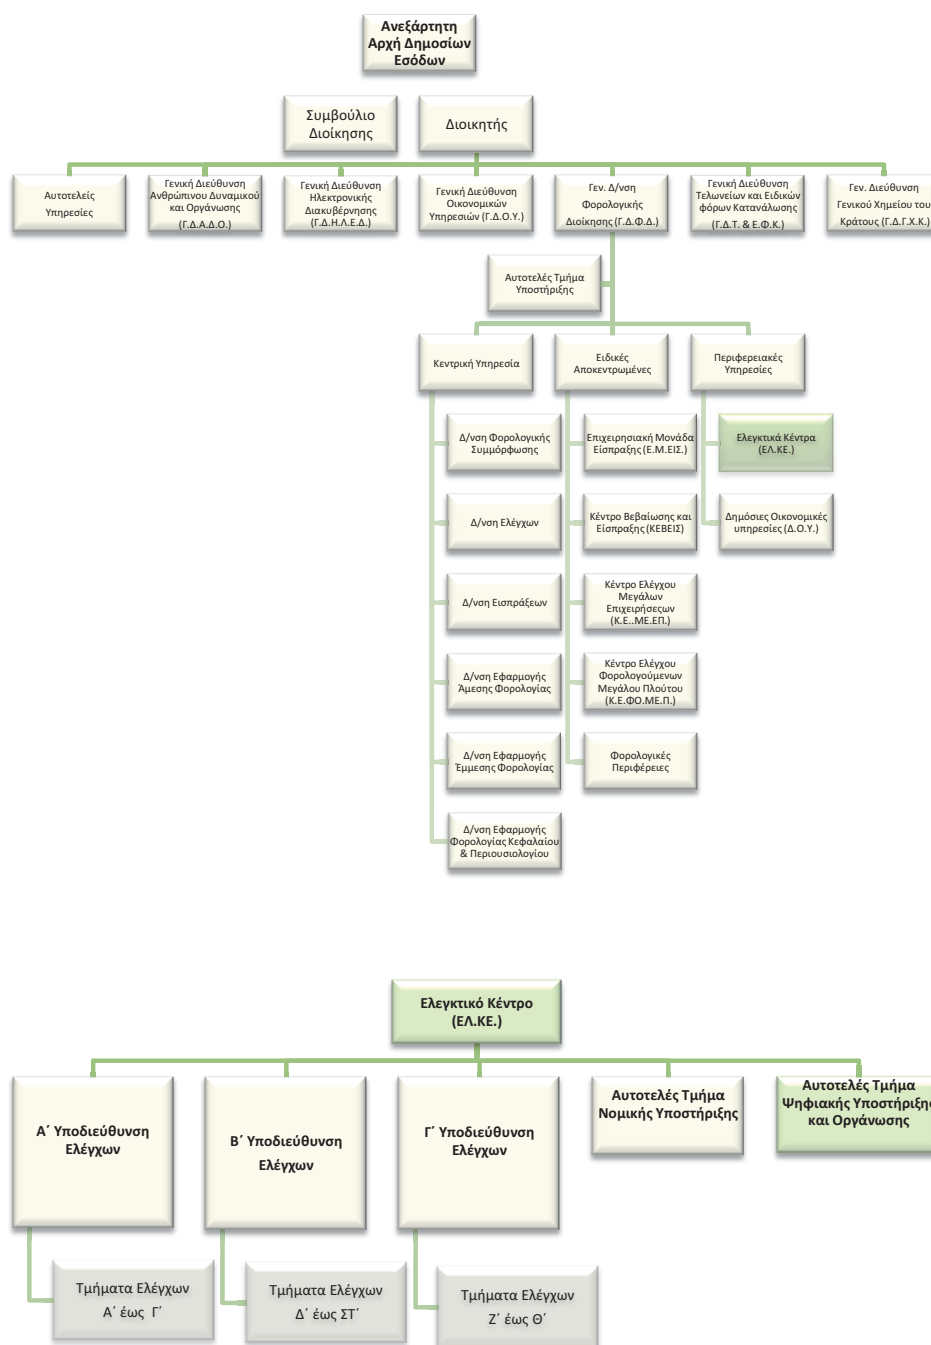 Ανεξάρτητη
Αρχή Δημοσίων
Εσόδων
Συμβούλιο
Διοίκησης
Διοικητής
Αυτοτελείς
Υπηρεσίες
Γενική Διεύθυνση
Ανθρώπινου Δυναμικού
και Οργάνωσης
(Γ.Δ.Α.Δ.Ο.)
Γενική Διεύθυνση
Ηλεκτρονικής
Διακυβέρνησης
(Γ.Δ.Η.Λ.Ε.Δ.)
Γενική Διεύθυνση
Οικονομικών
Υπηρεσιών (Γ.Δ.Ο.Υ.)
Γεν. Δ/νση
Φορολογικής
Διοίκησης (Γ.Δ.Φ.Δ.)
Γενική Διεύθυνση
Τελωνείων και Ειδικών
φόρων Κατανάλωσης
(Γ.Δ.Τ. & Ε.Φ.Κ.)
Γεν. Διεύθυνση
Γενικού Χημείου του
Κράτους (Γ.Δ.Γ.Χ.Κ.)
Αυτοτελές Τμήμα
Υποστήριξης
Κεντρική Υπηρεσία
Ειδικές
Αποκεντρωμένες
Περιφερειακές
Υπηρεσίες
Δ/νση Φορολογικής
Συμμόρφωσης
Δ/νση Ελέγχων
Δ/νση Εισπράξεων
Δ/νση Εφαρμογής
Άμεσης Φορολογίας
Δ/νση Εφαρμογής
Έμμεσης Φορολογίας
Δ/νση Εφαρμογής
Φορολογίας Κεφαλαίου
& Περιουσιολογίου
Επιχειρησιακή Μονάδα
Είσπραξης (Ε.Μ.ΕΙΣ.)
Κέντρο Βεβαίωσης και
Είσπραξης (ΚΕΒΕΙΣ)
Κέντρο Ελέγχου
Μεγάλων
Επιχειρήσεςων
(Κ.Ε..ΜΕ.ΕΠ.)
Κέντρο Ελέγχου
Φορολογούμενων
Μεγάλου Πλούτου
(Κ.Ε.ΦΟ.ΜΕ.Π.)
Φορολογικές
Περιφέρειες
Ελεγκτικά Κέντρα
(ΕΛ.ΚΕ.)
Δημόσιες Οικονομικές
υπηρεσίες (Δ.Ο.Υ.)
Ελεγκτικό Κέντρο
(ΕΛ.ΚΕ.)
Α΄ Υποδιεύθυνση
Ελέγχων
Β΄ Υποδιεύθυνση
Ελέγχων
Γ΄ Υποδιεύθυνση
Ελέγχων
Αυτοτελές Τμήμα
Νομικής Υποστήριξης
Αυτοτελές Τμήμα
Ψηφιακής Υποστήριξης
και Οργάνωσης
Τμήματα Ελέγχων
Α΄ έως Γ΄
Τμήματα Ελέγχων
Δ΄ έως ΣΤ΄
Τμήματα Ελέγχων
Ζ΄ έως Θ΄